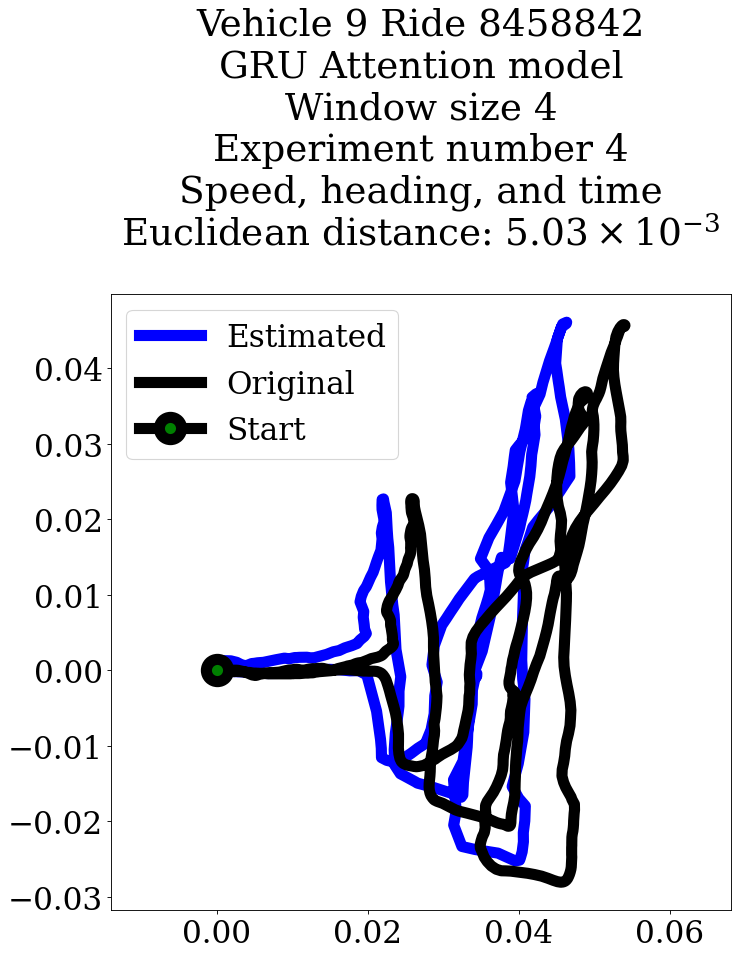 Vehicle 9 Ride 8458842
GRU Attention model
Window size 4
Experiment number 4
Speed, heading, and time
Euclidean distance: 5.03 × 10⁻³
Estimated
Original
Start
0.04
0.03
0.02
0.01
0.00
−0.01
−0.02
−0.03
0.00 0.02 0.04 0.06